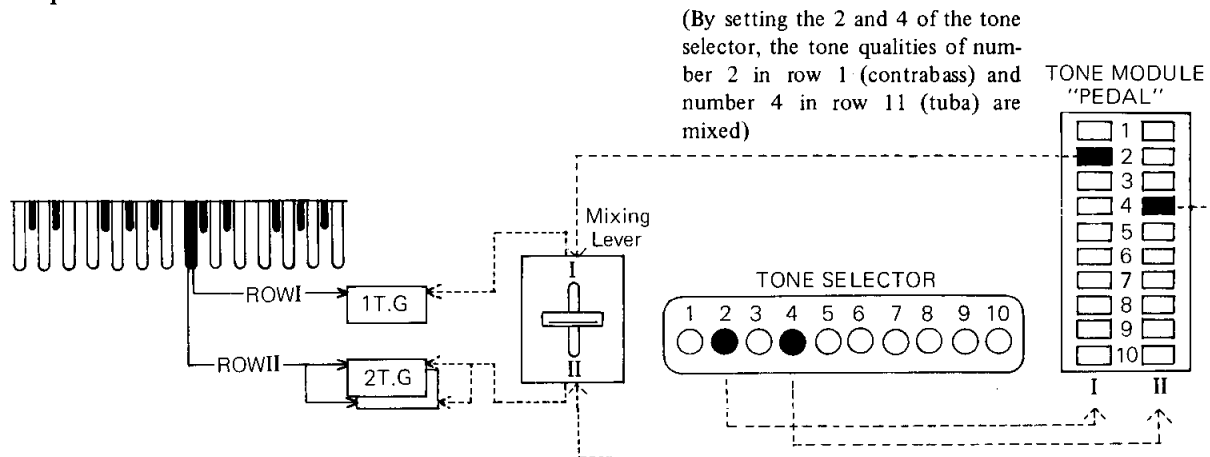 (By setting the 2 and 4 of the tone
selector, the tone qualities of num-
ber 2 in row 1 (contrabass) and
number 4 in row 11 (tuba) are
mixed)
TONE MODULE
"PEDAL"
1
2
3
4
5
6
7
8
9
10
I II
Mixing
Lever
I
II
ROWI
1T.G
ROWII
2T.G
TONE SELECTOR
1 2 3 4 5 6 7 8 9 10